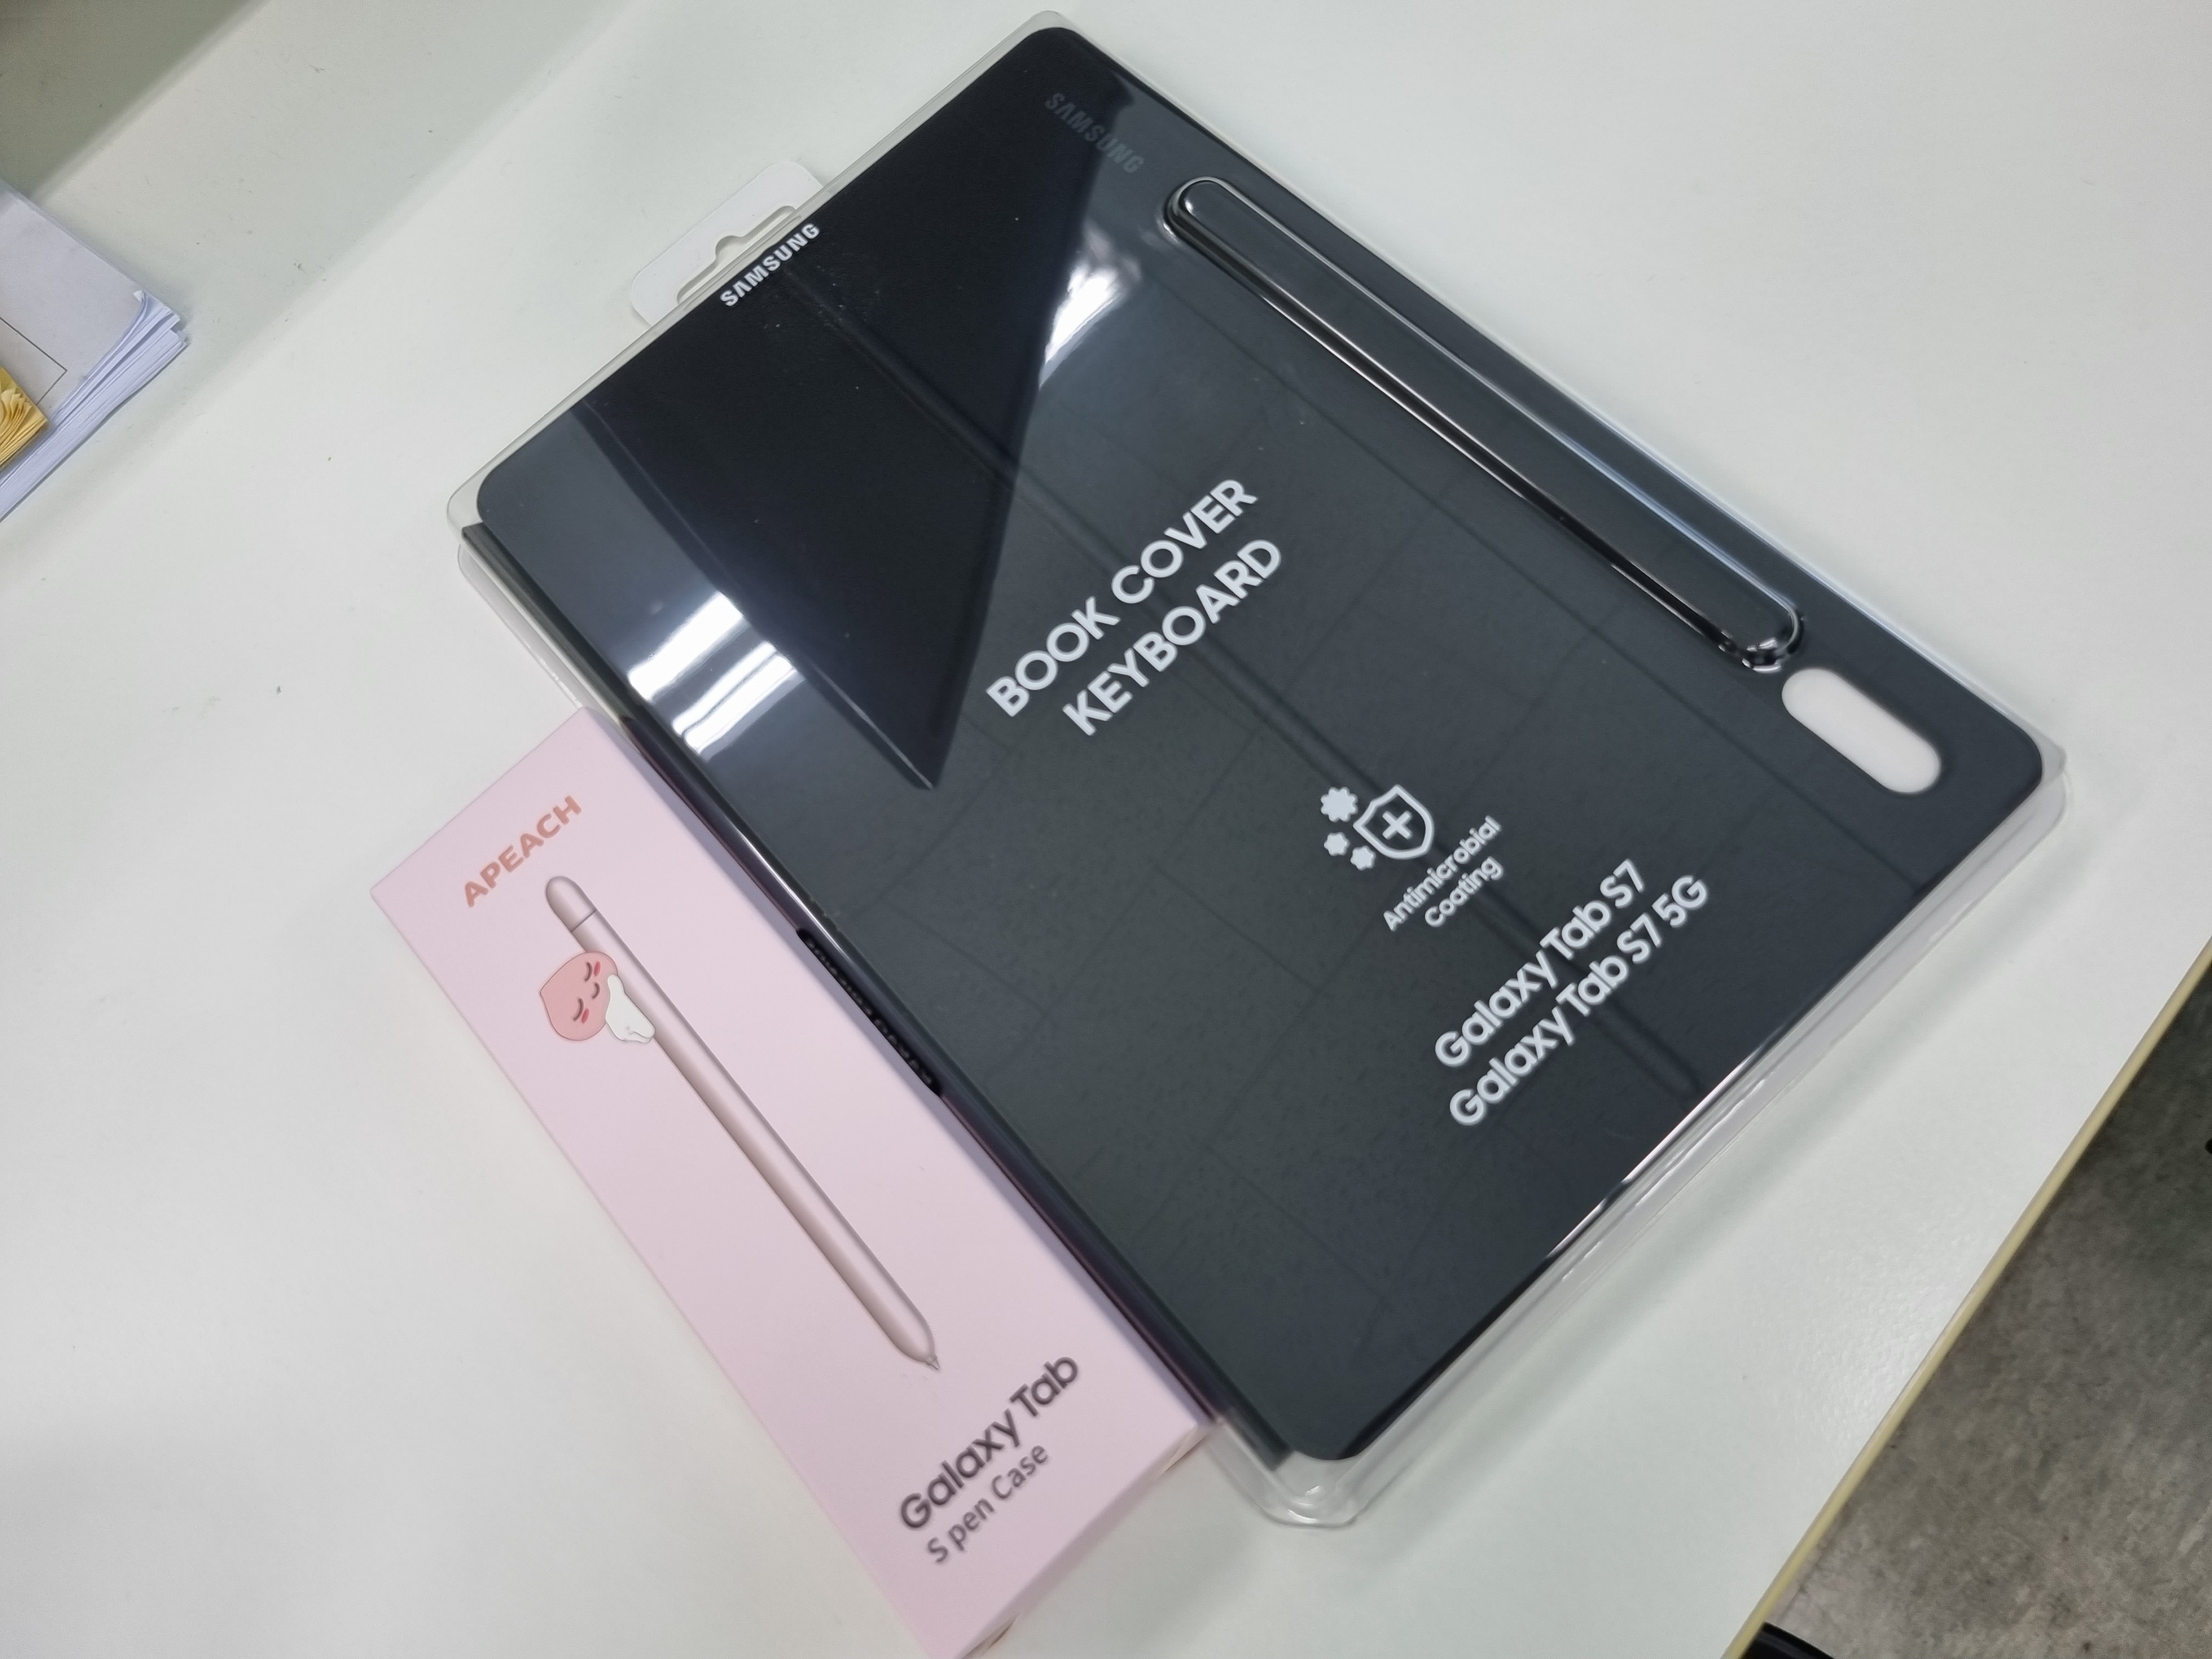 SAMSUNG
SAMSUNG
BOOK COVER
KEYBOARD
Antimicrobial
Coating
Galaxy Tab S7
Galaxy Tab S7 5G
APEACH
Galaxy Tab
S pen Case